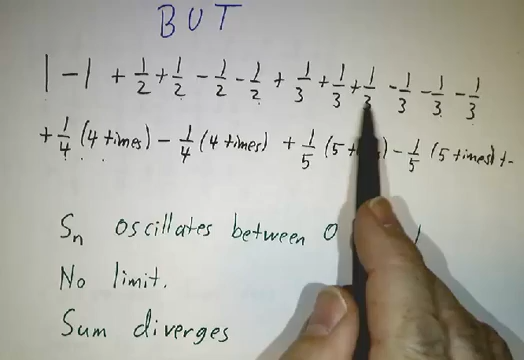 BUT
1 - 1 + 1/2 + 1/2 - 1/2 - 1/2 + 1/3 + 1/3 + 1/3 - 1/3 - 1/3 - 1/3
+ 1/4 (4 times) - 1/4 (4 times) + 1/5 (5 t s) - 1/5 (5 times) + -
Sn oscillates between 0 1
No limit.
Sum diverges